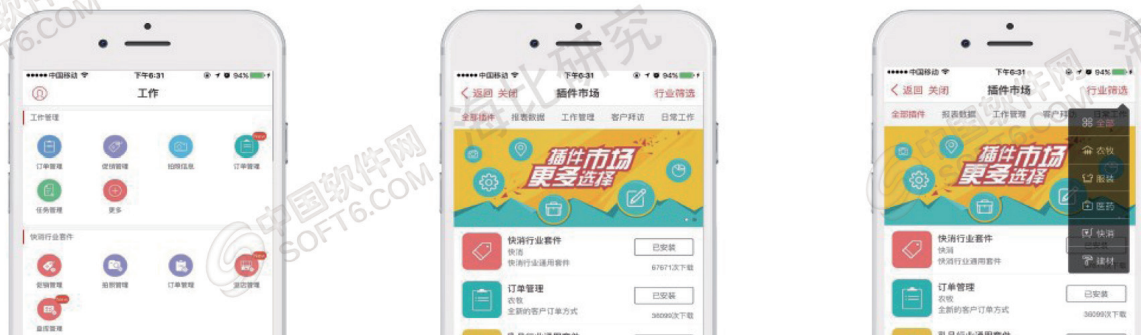 中国移动 下午6:31 94%
工作
工作管理
订单管理 促销管理 拍照信息 订单管理
任务管理 更多
快消行业套件
促销管理 拍照管理 订单管理
中国移动 下午6:31 94%
返回 关闭 插件市场 行业筛选
全部插件 报表数据 工作管理 客户拜访 日常工作
插件市场
更多选择
快消行业套件
快消
快消行业通用套件
已安装
67671次下载
订单管理
农牧
全新的客户订单方式
已安装
36099次下载
中国移动 下午6:31 94%
返回 关闭 插件市场 行业筛选
全部插件 报表数据 工作管理 客户拜访 日常工作
全部
农牧
服装
医药
快消
建材
插件市场
更多选择
快消行业套件
快消
快消行业通用套件
订单管理
农牧
全新的客户订单方式
已安装
36099次下载
中国软件网
SOFT6.COM
海比研究